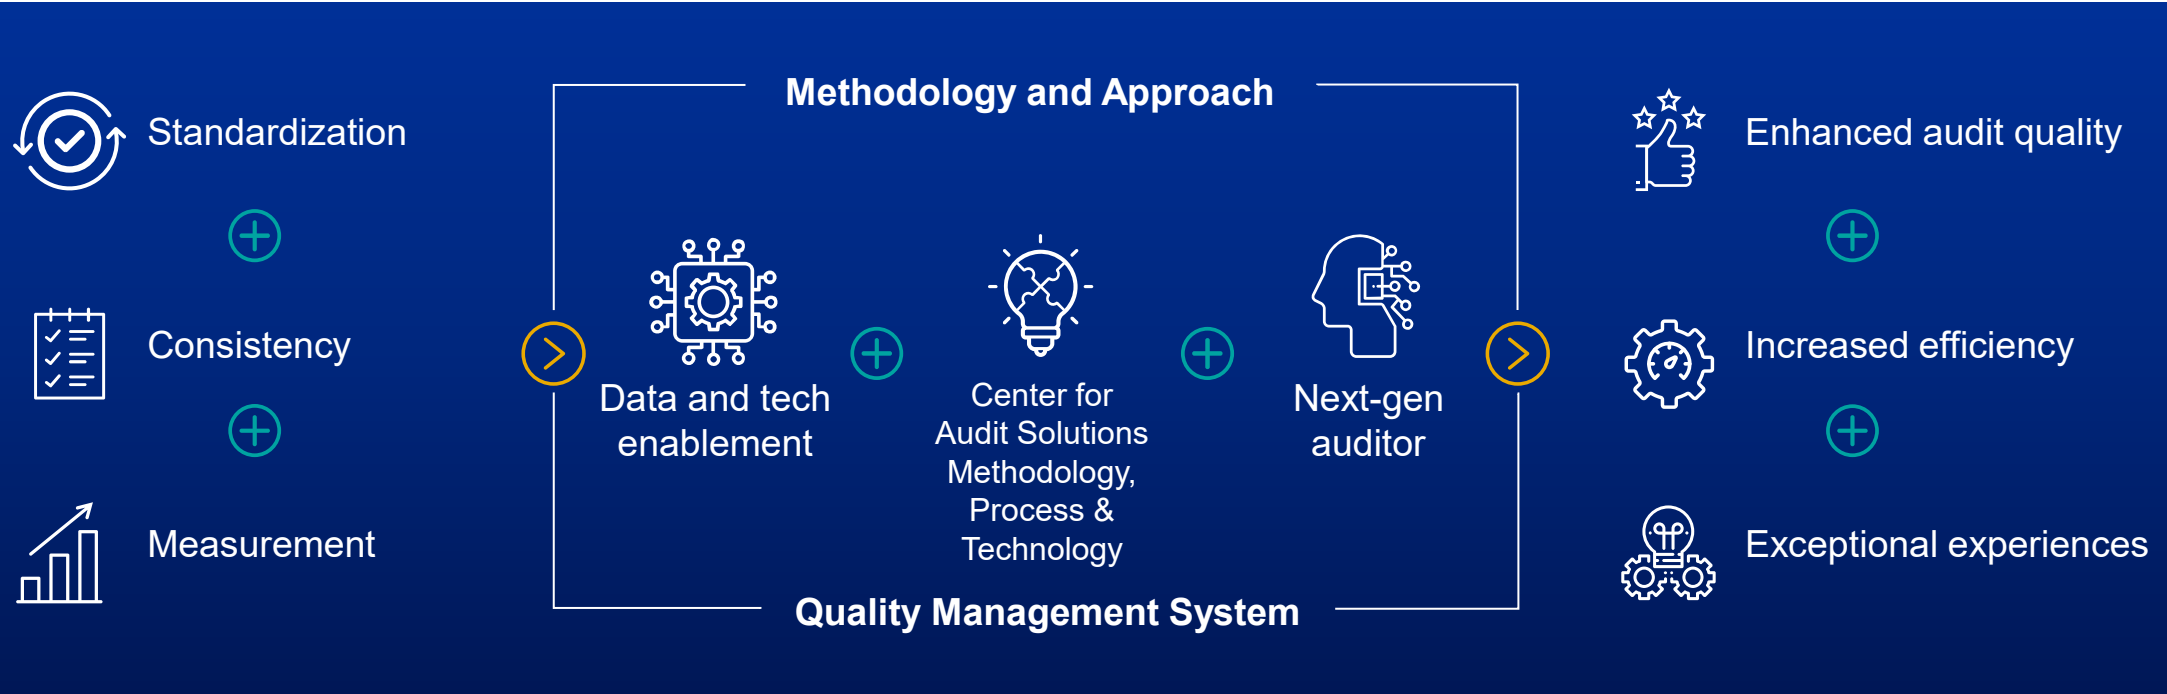 Standardization
Consistency
Measurement
Methodology and Approach
Data and tech
enablement
Center for
Audit Solutions
Methodology,
Process &
Technology
Next-gen
auditor
Quality Management System
Enhanced audit quality
Increased efficiency
Exceptional experiences